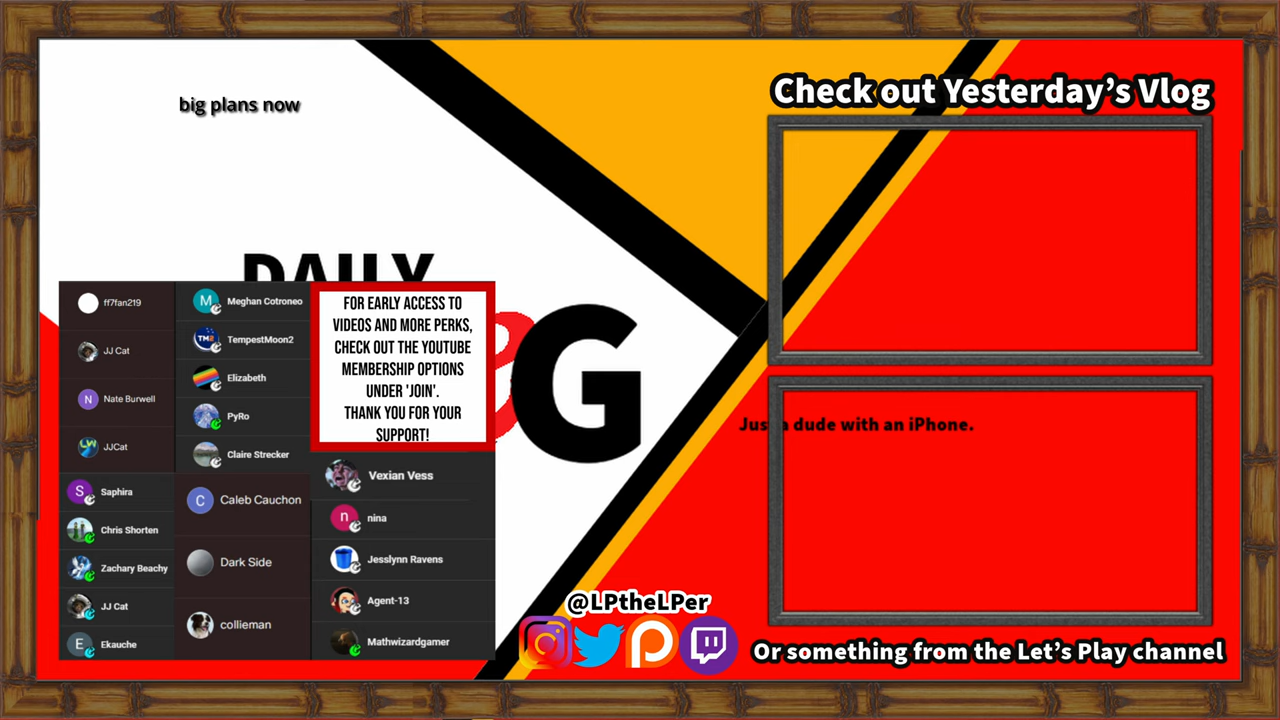 big plans now
Check out Yesterday's Vlog
DAILY
G
ff7fan219
JJ Cat
Nate Burwell
JJCat
Saphira
Chris Shorten
Zachary Beachy
JJ Cat
Ekauche
Meghan Cotroneo
TempestMoon2
Elizabeth
PyRo
Claire Strecker
Caleb Cauchon
Dark Side
collieman
FOR EARLY ACCESS TO
VIDEOS AND MORE PERKS,
CHECK OUT THE YOUTUBE
MEMBERSHIP OPTIONS
UNDER 'JOIN'.
THANK YOU FOR YOUR
SUPPORT!
Vexian Vess
nina
Jesslynn Ravens
Agent-13
Mathwizardgamer
Just a dude with an iPhone.
@LPtheLPer
Or something from the Let's Play channel